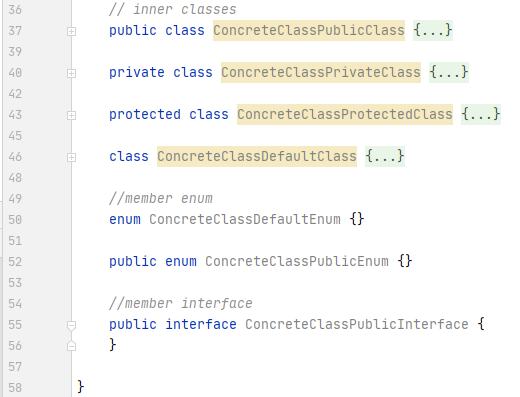 36 // inner classes
37 public class ConcreteClassPublicClass {...}
39
40 private class ConcreteClassPrivateClass {...}
42
43 protected class ConcreteClassProtectedClass {...}
45
46 class ConcreteClassDefaultClass {...}
48
49 //member enum
50 enum ConcreteClassDefaultEnum {}
51
52 public enum ConcreteClassPublicEnum {}
53
54 //member interface
55 public interface ConcreteClassPublicInterface {
56 }
57
58 }